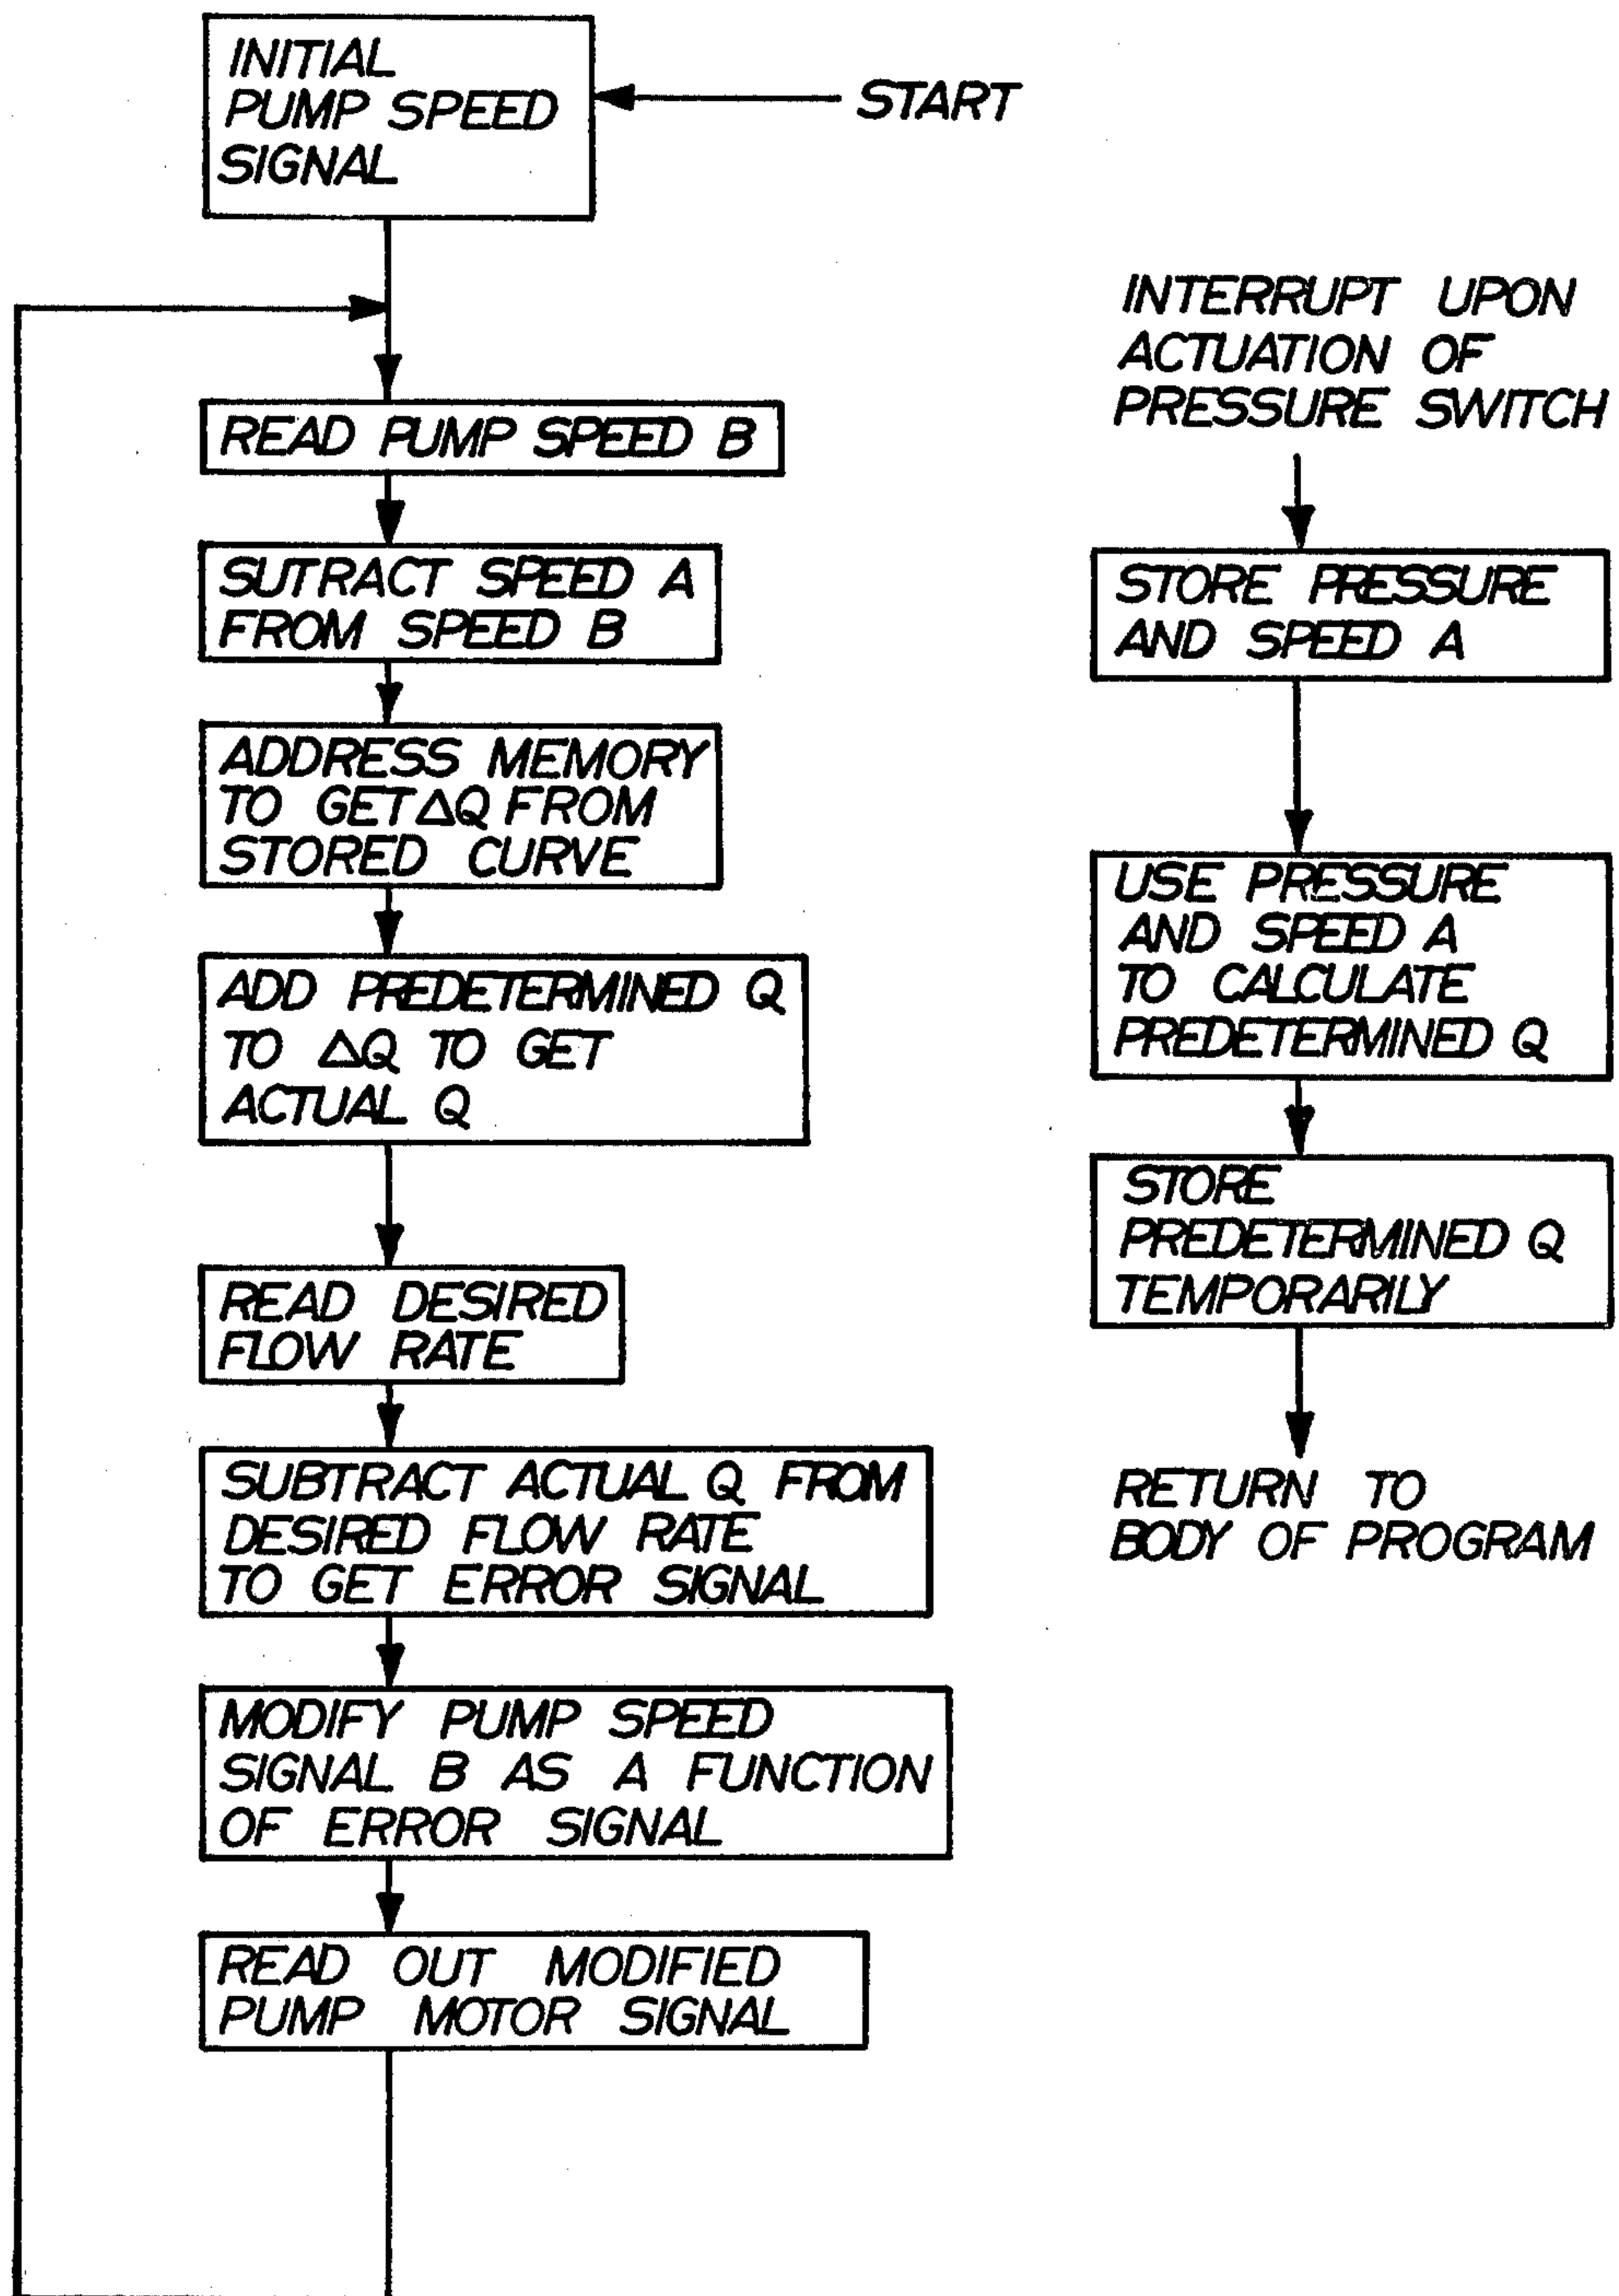 INITIAL
PUMP SPEED
SIGNAL
START
READ PUMP SPEED B
SUTRACT SPEED A
FROM SPEED B
ADDRESS MEMORY
TO GET ΔQ FROM
STORED CURVE
ADD PREDETERMINED Q
TO ΔQ TO GET
ACTUAL Q
READ DESIRED
FLOW RATE
SUBTRACT ACTUAL Q FROM
DESIRED FLOW RATE
TO GET ERROR SIGNAL
MODIFY PUMP SPEED
SIGNAL B AS A FUNCTION
OF ERROR SIGNAL
READ OUT MODIFIED
PUMP MOTOR SIGNAL
INTERRUPT UPON
ACTUATION OF
PRESSURE SWITCH
STORE PRESSURE
AND SPEED A
USE PRESSURE
AND SPEED A
TO CALCULATE
PREDETERMINED Q
STORE
PREDETERMINED Q
TEMPORARILY
RETURN TO
BODY OF PROGRAM